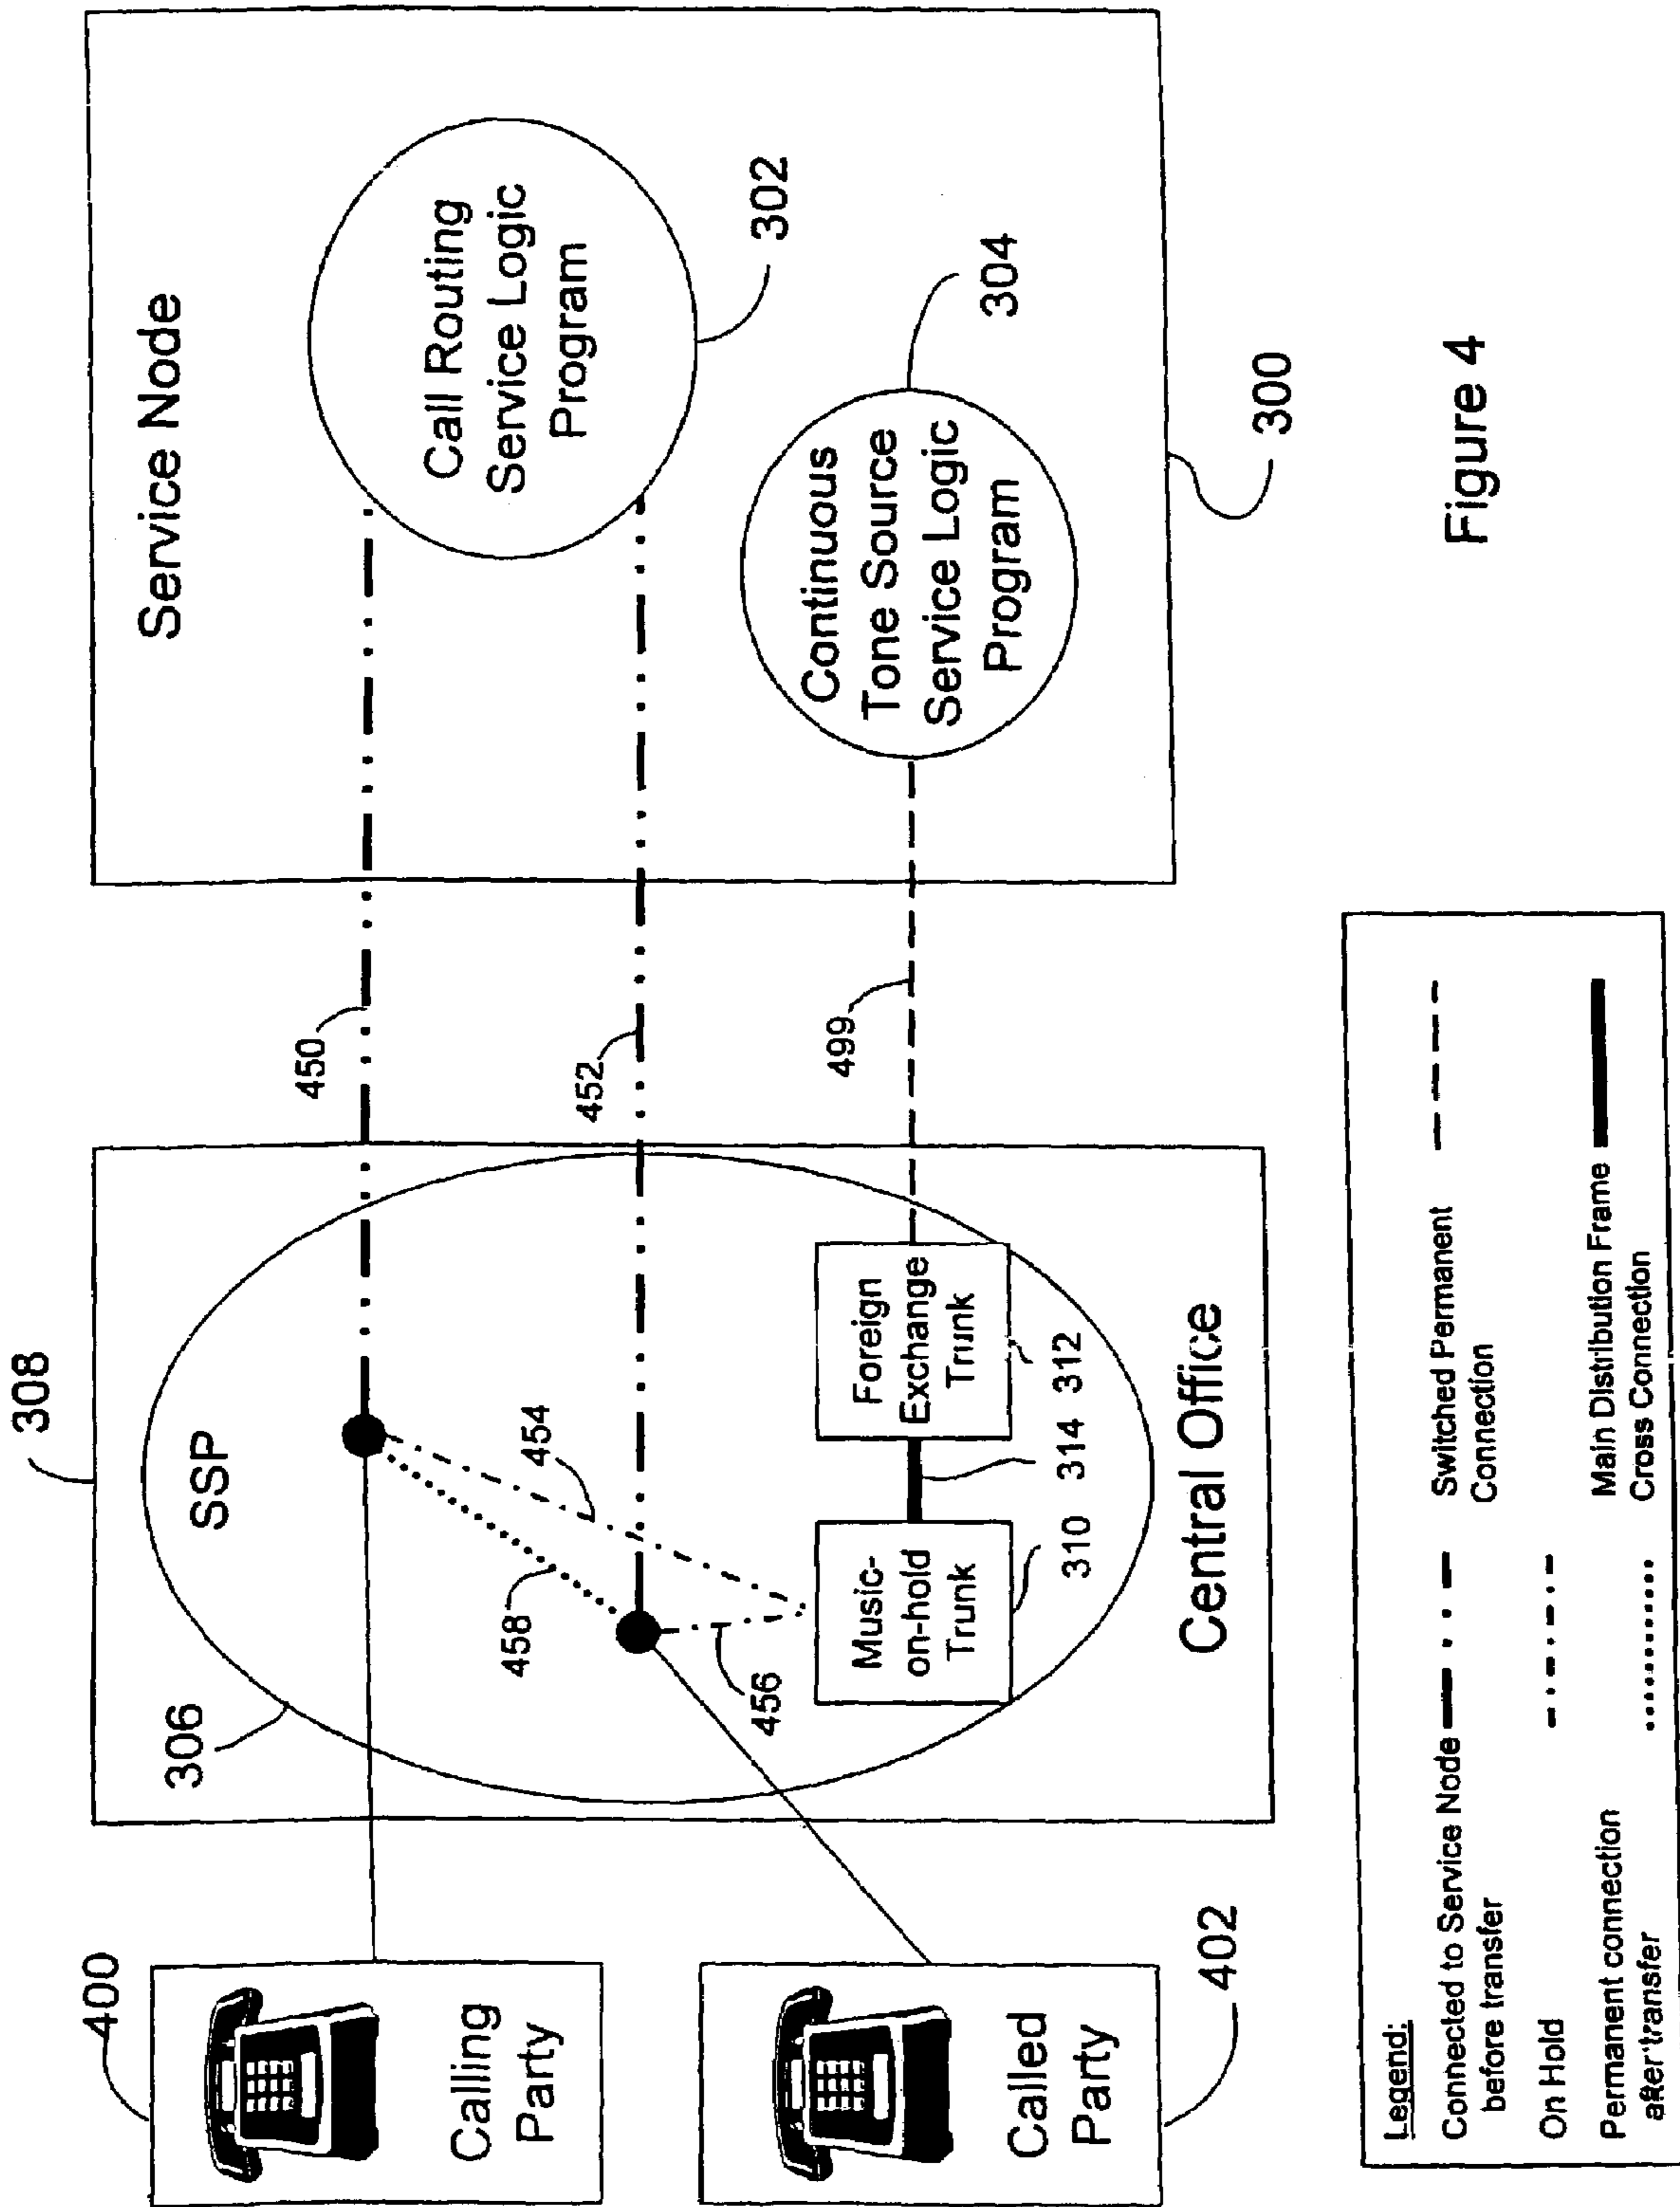 308
SSP
306
458
454
456
Music-
on-hold
Trunk
Foreign
Exchange
Trunk
310
314
312
Central Office
400
Calling
Party
Called
Party
402
450
452
499
Service Node
Call Routing
Service Logic
Program
302
Continuous
Tone Source
Service Logic
Program
304
300
Legend:
Connected to Service Node
before transfer
Switched Permanent
Connection
On Hold
Permanent connection
after transfer
Main Distribution Frame
Cross Connection
Figure 4